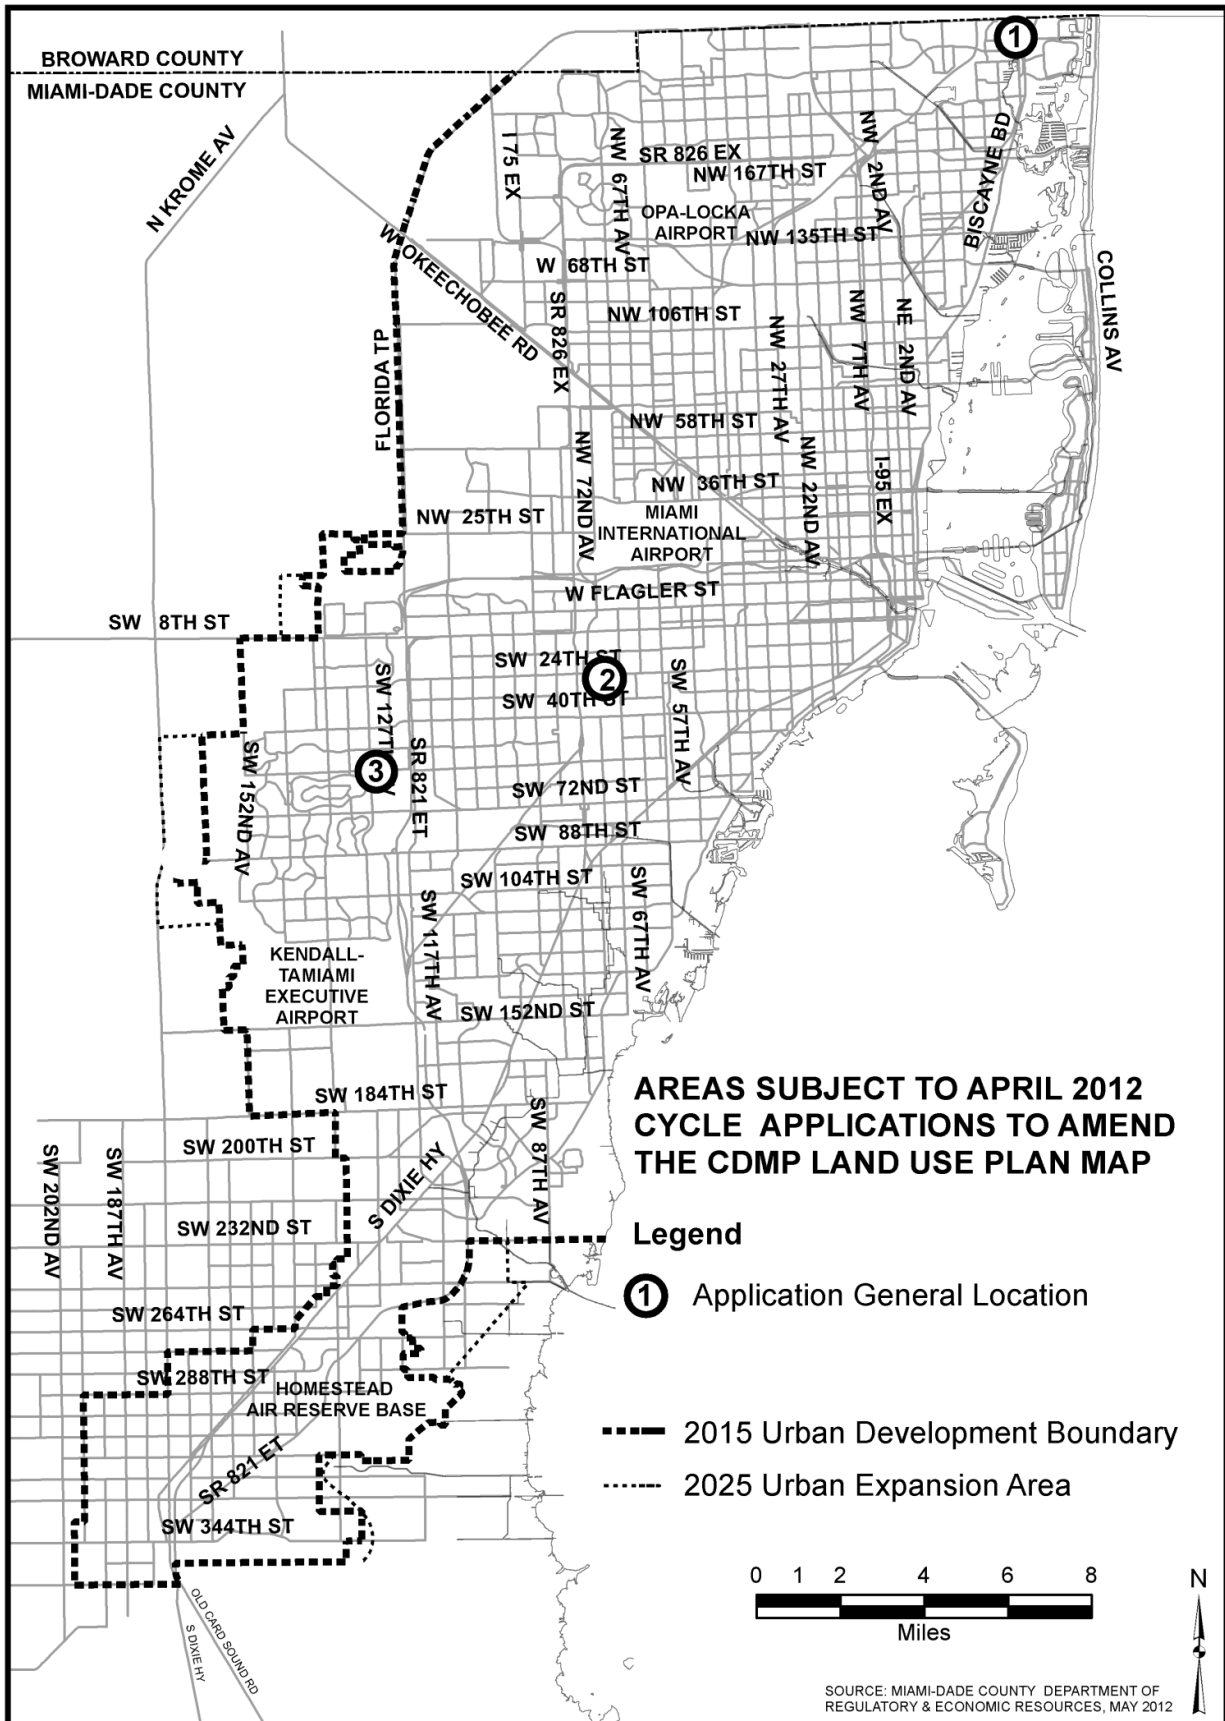 BROWARD COUNTY
MIAMI-DADE COUNTY
1
N KROME AV
I 75 EX
NW 67TH AV
SR 826 EX
NW 167TH ST
NW 2ND AV
BISCAYNE BD
OPA-LOCKA
AIRPORT
NW 135TH ST
W OKEECHOBEE RD
W 68TH ST
COLLINS AV
SR 826 EX
NW 106TH ST
NW 27TH AV
NW 7TH AV
NE 2ND AV
FLORIDA TP
NW 58TH ST
NW 72ND AV
NW 36TH ST
NW 22ND AV
I-95 EX
NW 25TH ST
MIAMI
INTERNATIONAL
AIRPORT
W FLAGLER ST
SW 8TH ST
SW 24TH ST
2
SW 40TH ST
SW 57TH AV
SW 127TH
3
SR 821 ET
SW 152ND AV
SW 72ND ST
SW 88TH ST
SW 104TH ST
SW 67TH AV
SW 117TH AV
KENDALL-
TAMIAMI
EXECUTIVE
AIRPORT
SW 152ND ST
SW 184TH ST
SW 87TH AV
SW 200TH ST
SW 202ND AV
SW 187TH AV
S DIXIE HY
SW 232ND ST
SW 264TH ST
SW 288TH ST
HOMESTEAD
AIR RESERVE BASE
SR 821 ET
SW 344TH ST
OLD CARD SOUND RD
S DIXIE HY
AREAS SUBJECT TO APRIL 2012
CYCLE APPLICATIONS TO AMEND
THE CDMP LAND USE PLAN MAP
Legend
1 Application General Location
2015 Urban Development Boundary
2025 Urban Expansion Area
0 1 2 4 6 8
Miles
N
SOURCE: MIAMI-DADE COUNTY DEPARTMENT OF
REGULATORY & ECONOMIC RESOURCES, MAY 2012